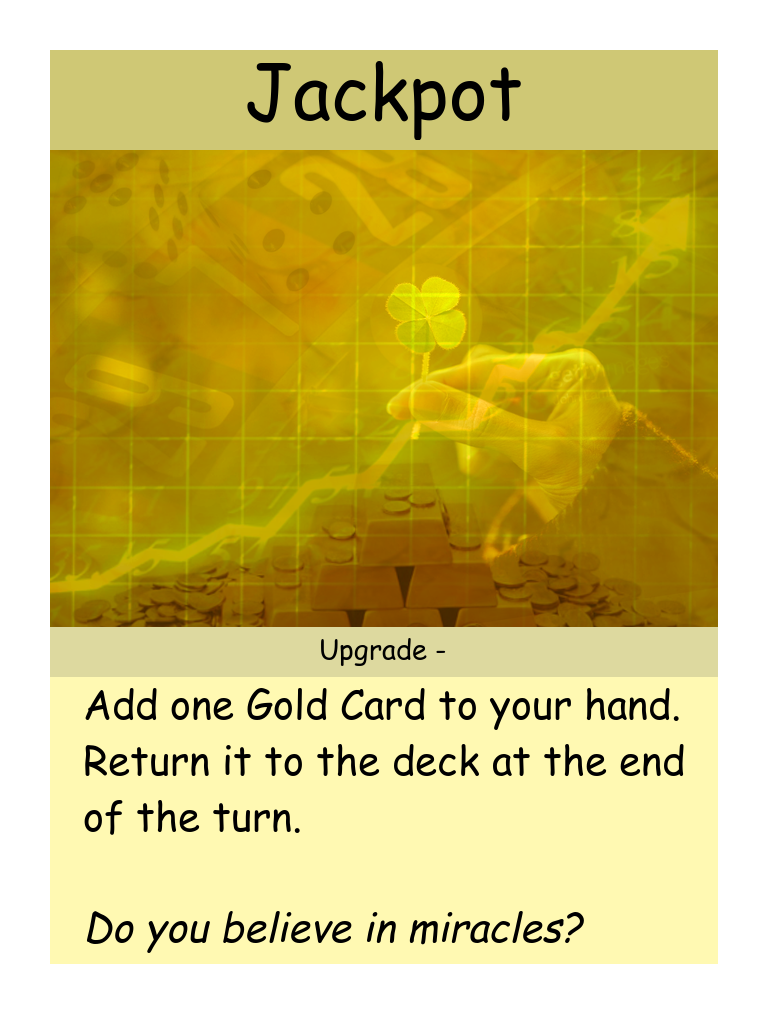 Jackpot
Upgrade -
Add one Gold Card to your hand.
Return it to the deck at the end
of the turn.
Do you believe in miracles?